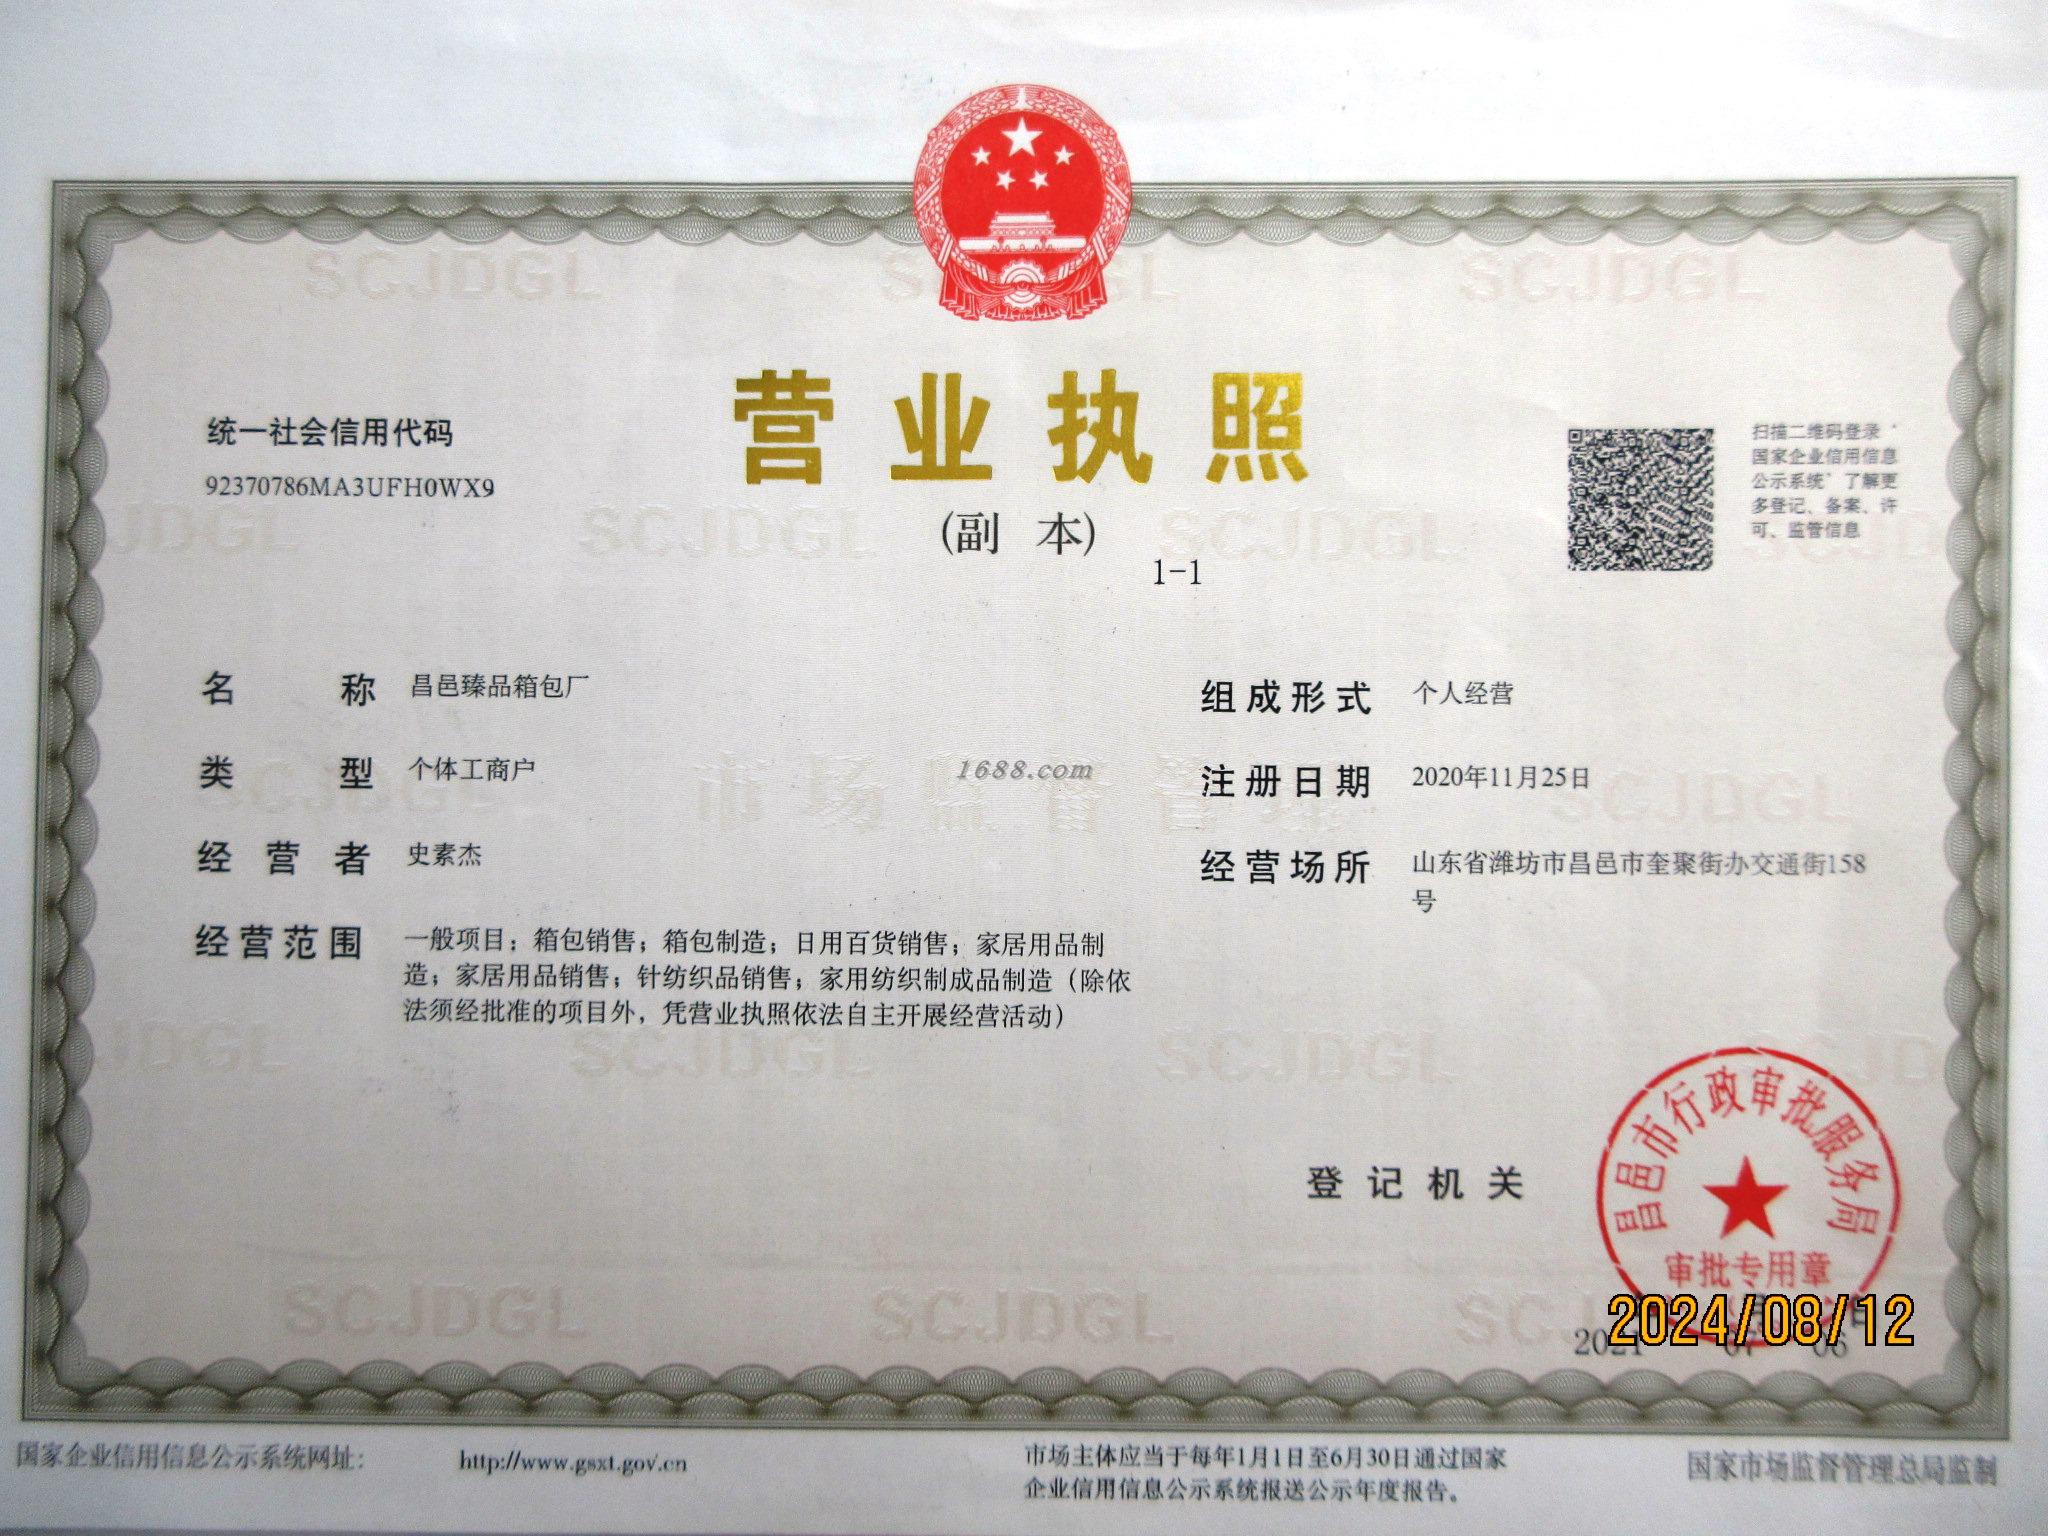 营业执照
(副 本)
1-1
统一社会信用代码
92370786MA3UFH0WX9
扫描二维码登录“
国家企业信用信息
公示系统”了解更
多登记、备案、许
可、监管信息
名 称 昌邑臻品箱包厂
类 型 个体工商户
经 营 者 史素杰
经营范围 一般项目：箱包销售；箱包制造；日用百货销售；家居用品制
造；家居用品销售；针纺织品销售；家用纺织制成品制造（除依
法须经批准的项目外，凭营业执照依法自主开展经营活动）
组成形式 个人经营
注册日期 2020年11月25日
经营场所 山东省潍坊市昌邑市奎聚街办交通街158
号
1688.com
市场监督管理
SCJDGL
登记机关
昌邑市行政审批服务局
审批专用章
2024/08/12
国家企业信用信息公示系统网址：
http://www.gsxt.gov.cn
市场主体应当于每年1月1日至6月30日通过国家
企业信用信息公示系统报送公示年度报告。
国家市场监督管理总局监制